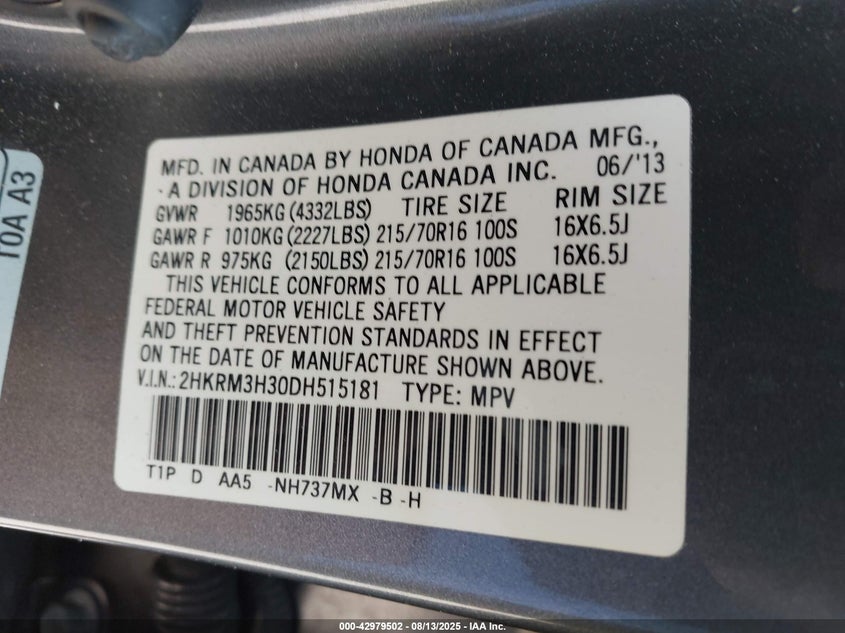 MFD. IN CANADA BY HONDA OF CANADA MFG.,
A DIVISION OF HONDA CANADA INC. 06/'13
GVWR 1965KG (4332LBS) TIRE SIZE RIM SIZE
GAWR F 1010KG (2227LBS) 215/70R16 100S 16X6.5J
GAWR R 975KG (2150LBS) 215/70R16 100S 16X6.5J
THIS VEHICLE CONFORMS TO ALL APPLICABLE
FEDERAL MOTOR VEHICLE SAFETY
AND THEFT PREVENTION STANDARDS IN EFFECT
ON THE DATE OF MANUFACTURE SHOWN ABOVE.
V.I.N.: 2HKRM3H30DH515181 TYPE: MPV
T1P D AA5 -NH737MX -B -H
T0A A3
000-42979502 - 08/13/2025 - IAA Inc.